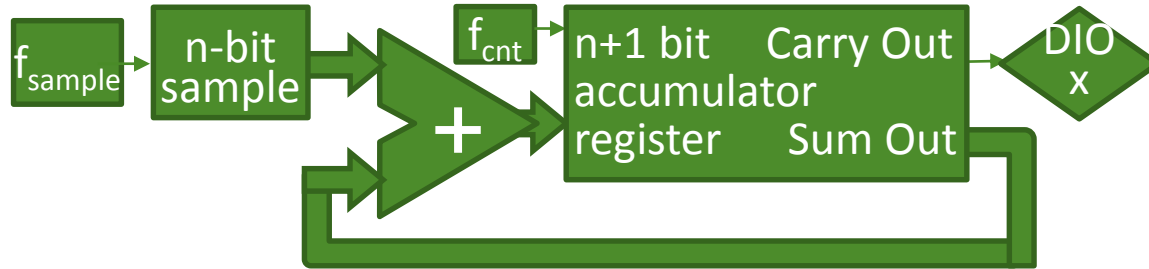 f_sample
n-bit
sample
+
f_cnt
n+1 bit Carry Out
accumulator
register Sum Out
DIO
x